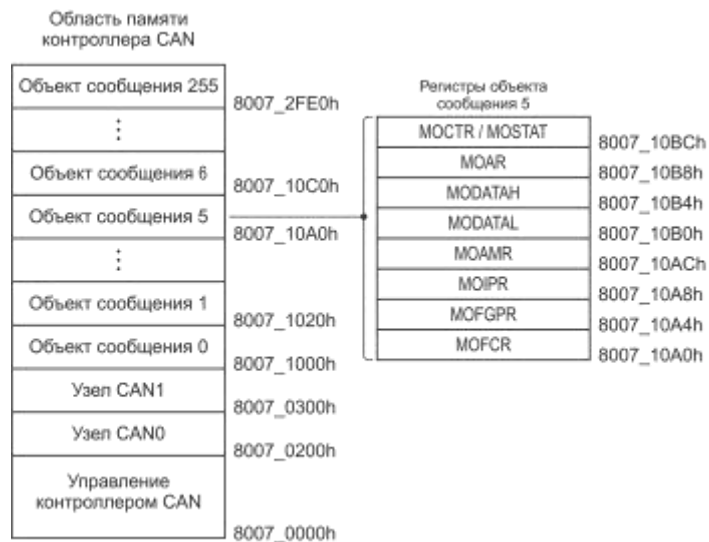 Область памяти
контроллера CAN
Объект сообщения 255
8007_2FE0h
⋮
Объект сообщения 6
8007_10C0h
Объект сообщения 5
8007_10A0h
⋮
Объект сообщения 1
8007_1020h
Объект сообщения 0
8007_1000h
Узел CAN1
8007_0300h
Узел CAN0
8007_0200h
Управление
контроллером CAN
8007_0000h
Регистры объекта
сообщения 5
MOCTR / MOSTAT
8007_10BCh
MOAR
8007_10B8h
MODATAH
8007_10B4h
MODATAL
8007_10B0h
MOAMR
8007_10ACh
MOIPR
8007_10A8h
MOFGPR
8007_10A4h
MOFCR
8007_10A0h